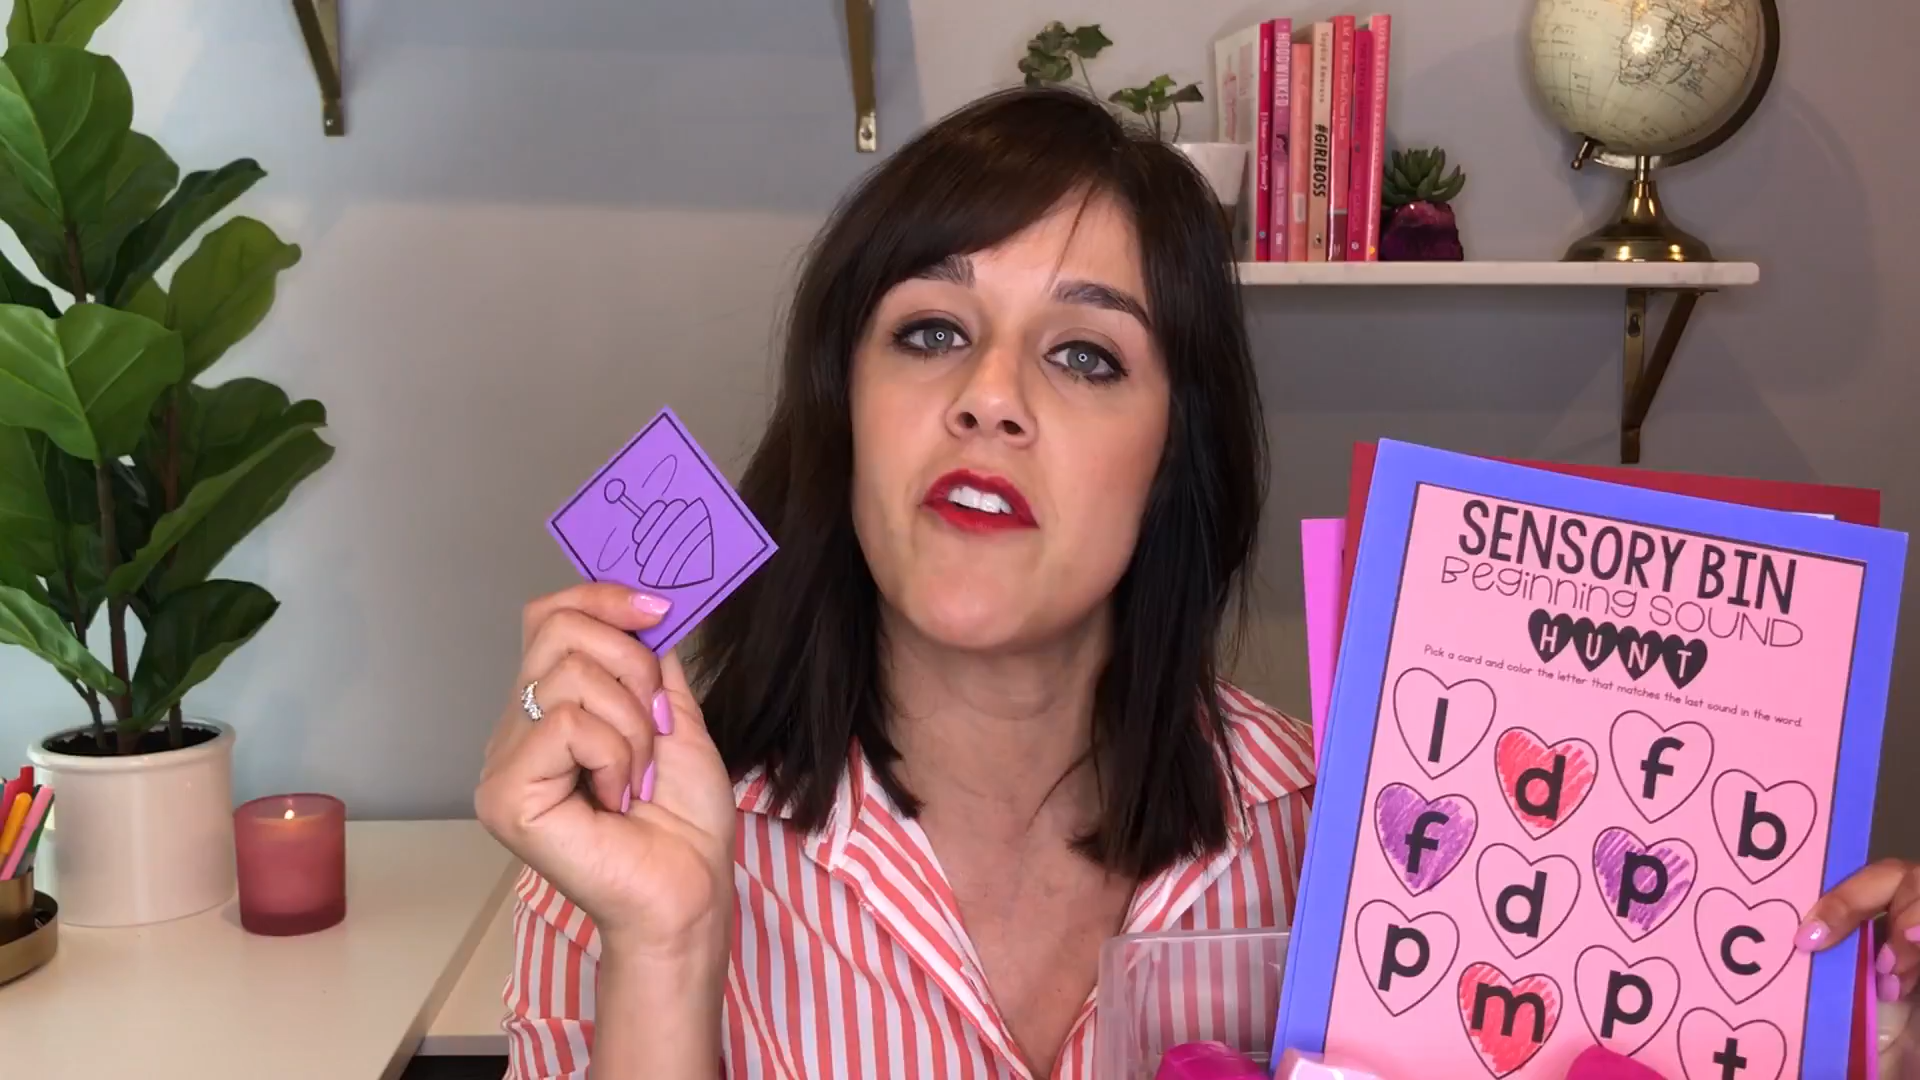 HOODWINKED
#GIRLBOSS
SENSORY BIN
Beginning SOUND
HUNT
Pick a card and color the letter that matches the last sound in the word.
l d f b
f d p c
p m p t